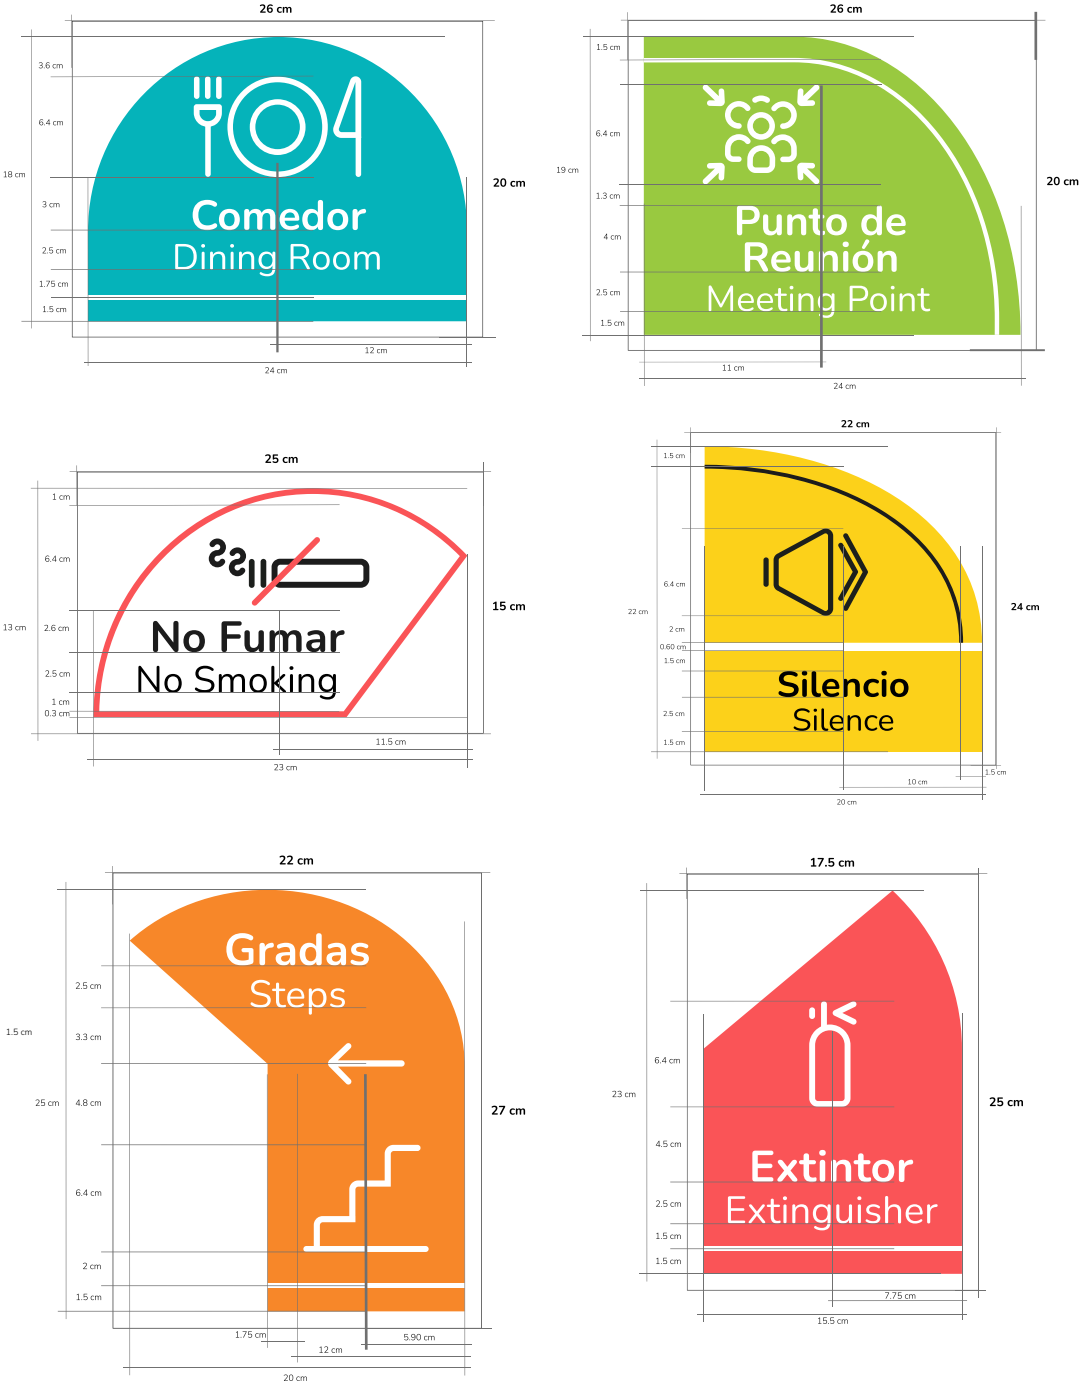 26 cm
3.6 cm
6.4 cm
18 cm
3 cm
2.5 cm
1.75 cm
1.5 cm
Comedor
Dining Room
20 cm
12 cm
24 cm
26 cm
1.5 cm
6.4 cm
19 cm
1.3 cm
4 cm
2.5 cm
1.5 cm
Punto de
Reunión
Meeting Point
20 cm
11 cm
24 cm
25 cm
1 cm
6.4 cm
13 cm
2.6 cm
2.5 cm
1 cm
0.3 cm
No Fumar
No Smoking
15 cm
11.5 cm
23 cm
22 cm
1.5 cm
6.4 cm
22 cm
2 cm
0.60 cm
1.5 cm
2.5 cm
1.5 cm
Silencio
Silence
24 cm
1.5 cm
10 cm
20 cm
22 cm
Gradas
Steps
2.5 cm
1.5 cm
3.3 cm
25 cm
4.8 cm
6.4 cm
2 cm
1.5 cm
27 cm
1.75 cm
5.90 cm
12 cm
20 cm
17.5 cm
6.4 cm
23 cm
4.5 cm
2.5 cm
1.5 cm
1.5 cm
Extintor
Extinguisher
25 cm
7.75 cm
15.5 cm